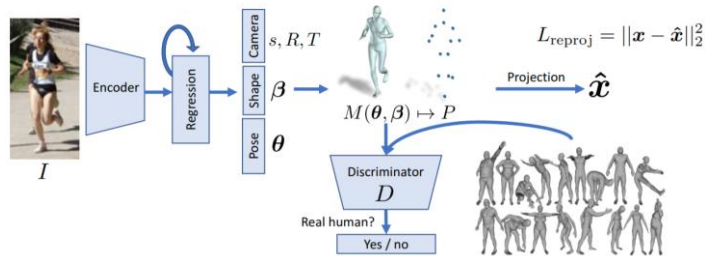 I
Encoder
Regression
Camera
s, R, T
Shape
β
Pose
θ
M(θ, β) ↦ P
Projection
L_reproj = ||x − x̂||₂²
x̂
Discriminator
D
Real human?
Yes / no